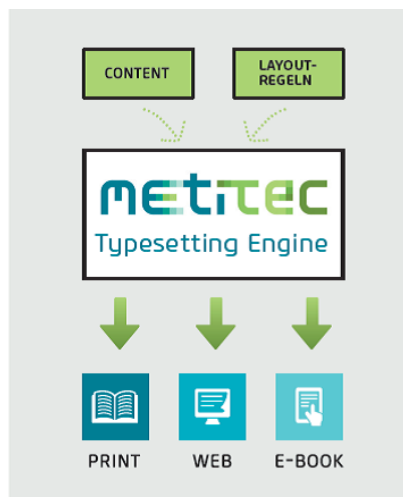 CONTENT
LAYOUT-
REGELN
metitec
Typesetting Engine
PRINT
WEB
E-BOOK